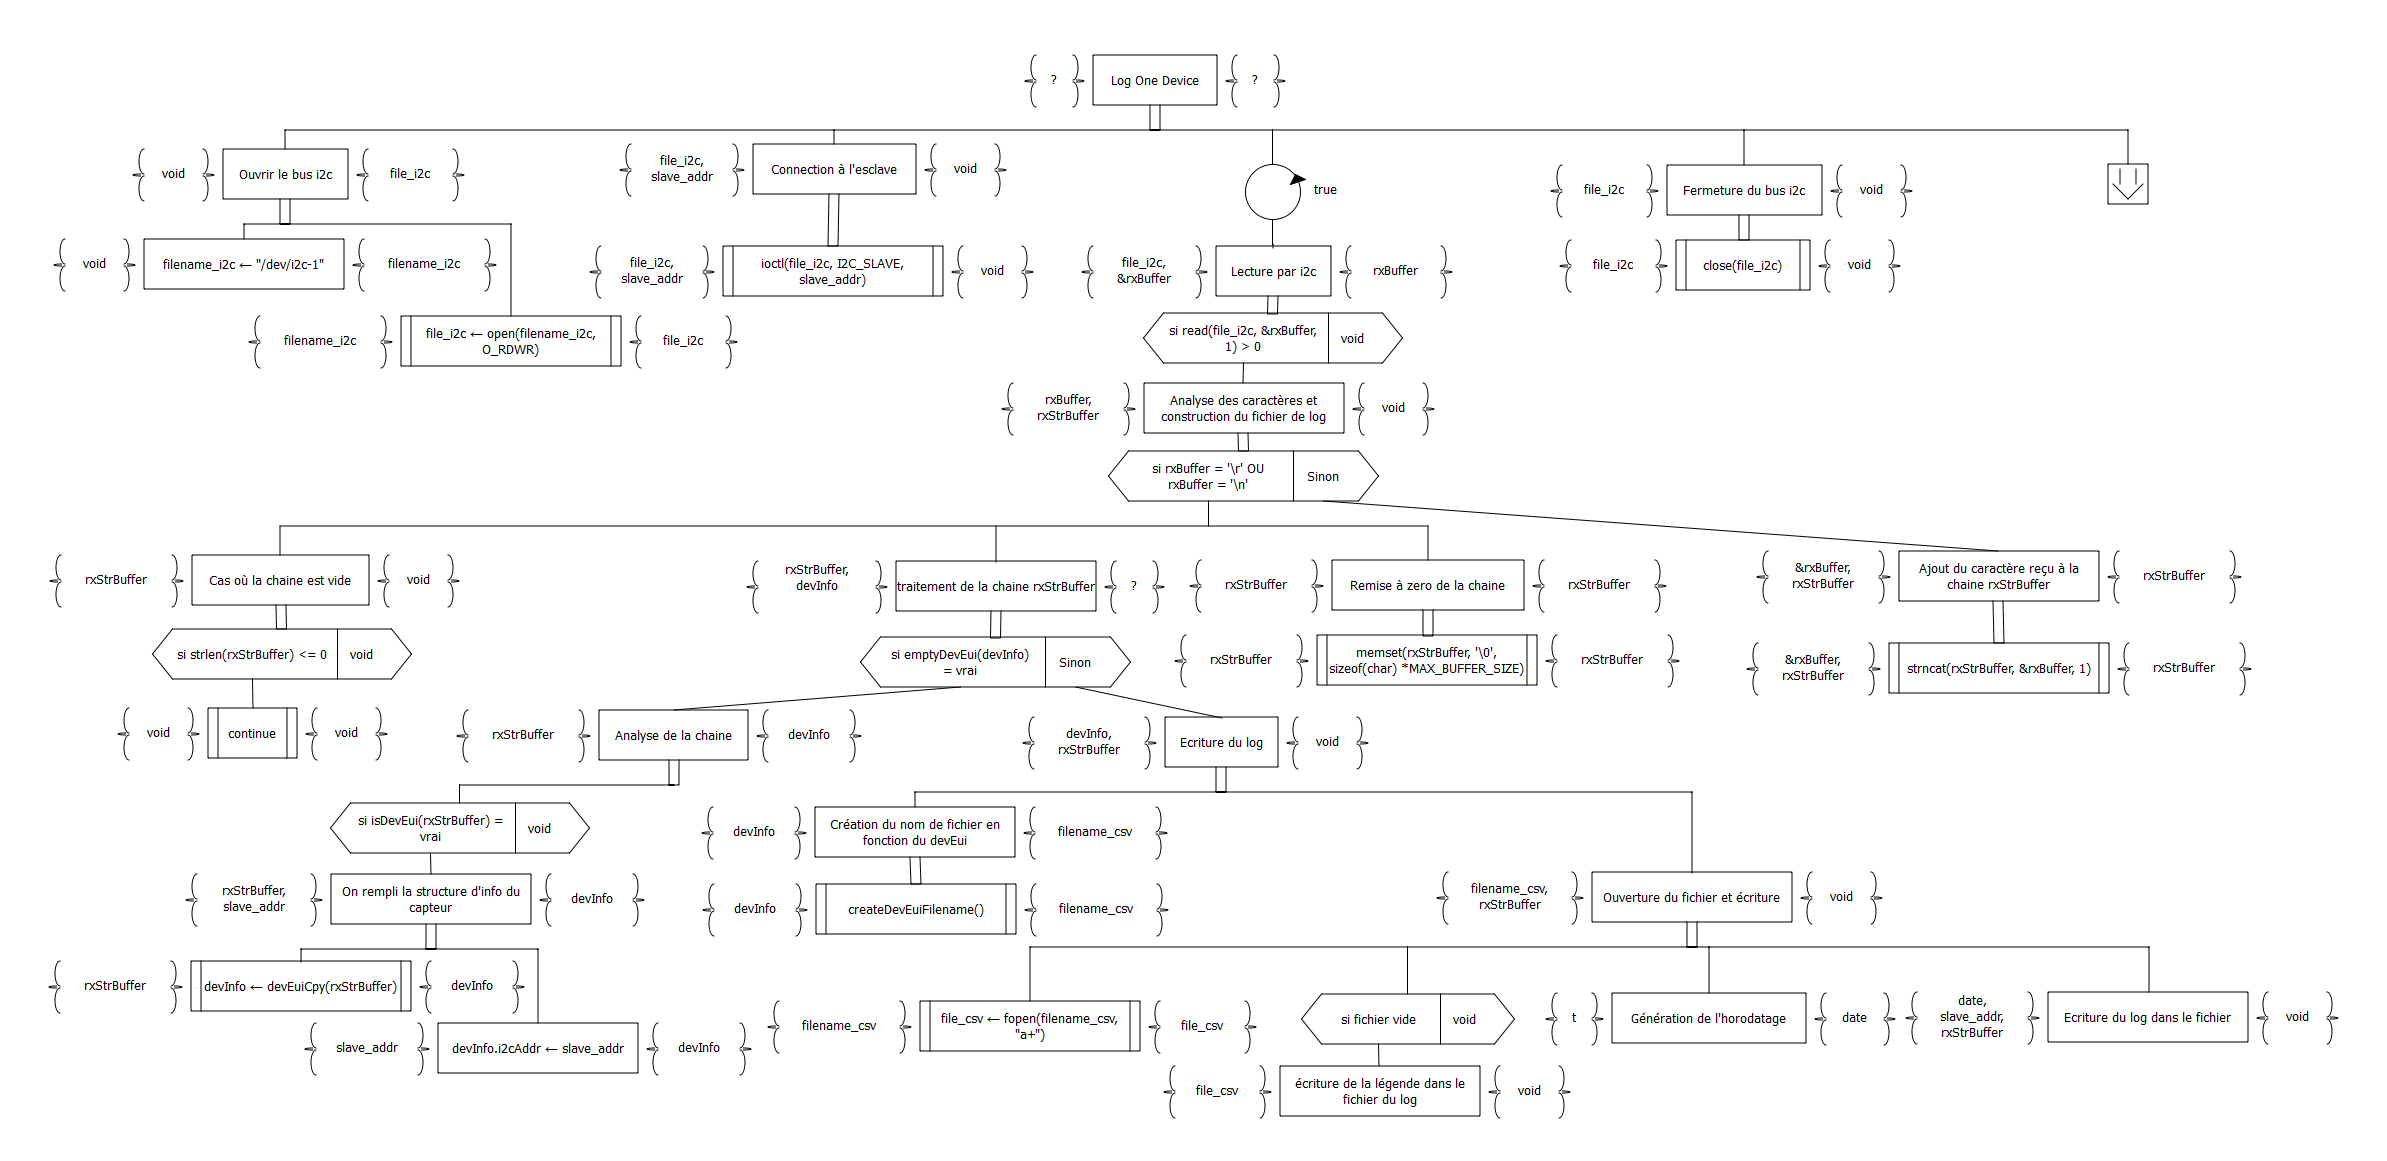 ?
Log One Device
?
void
Ouvrir le bus i2c
file_i2c
file_i2c,
slave_addr
Connection à l'esclave
void
true
file_i2c
Fermeture du bus i2c
void
void
filename_i2c ← "/dev/i2c-1"
filename_i2c
file_i2c,
slave_addr
ioctl(file_i2c, I2C_SLAVE,
slave_addr)
void
file_i2c,
&rxBuffer
Lecture par i2c
rxBuffer
file_i2c
close(file_i2c)
void
filename_i2c
file_i2c ← open(filename_i2c,
O_RDWR)
file_i2c
si read(file_i2c, &rxBuffer,
1) > 0
void
rxBuffer,
rxStrBuffer
Analyse des caractères et
construction du fichier de log
void
si rxBuffer = '\r' OU
rxBuffer = '\n'
Sinon
rxStrBuffer
Cas où la chaine est vide
void
rxStrBuffer,
devInfo
traitement de la chaine rxStrBuffer
?
rxStrBuffer
Remise à zero de la chaine
rxStrBuffer
&rxBuffer,
rxStrBuffer
Ajout du caractère reçu à la
chaine rxStrBuffer
rxStrBuffer
si strlen(rxStrBuffer) <= 0
void
si emptyDevEui(devInfo)
= vrai
Sinon
rxStrBuffer
memset(rxStrBuffer, '\0',
sizeof(char) *MAX_BUFFER_SIZE)
rxStrBuffer
&rxBuffer,
rxStrBuffer
strncat(rxStrBuffer, &rxBuffer, 1)
rxStrBuffer
void
continue
void
rxStrBuffer
Analyse de la chaine
devInfo
devInfo,
rxStrBuffer
Ecriture du log
void
si isDevEui(rxStrBuffer) =
vrai
void
devInfo
Création du nom de fichier en
fonction du devEui
filename_csv
rxStrBuffer,
slave_addr
On rempli la structure d'info du
capteur
devInfo
devInfo
createDevEuiFilename()
filename_csv
filename_csv,
rxStrBuffer
Ouverture du fichier et écriture
void
rxStrBuffer
devInfo ← devEuiCpy(rxStrBuffer)
devInfo
slave_addr
devInfo.i2cAddr ← slave_addr
devInfo
filename_csv
file_csv ← fopen(filename_csv,
"a+")
file_csv
si fichier vide
void
t
Génération de l'horodatage
date
date,
slave_addr,
rxStrBuffer
Ecriture du log dans le fichier
void
file_csv
écriture de la légende dans le
fichier du log
void